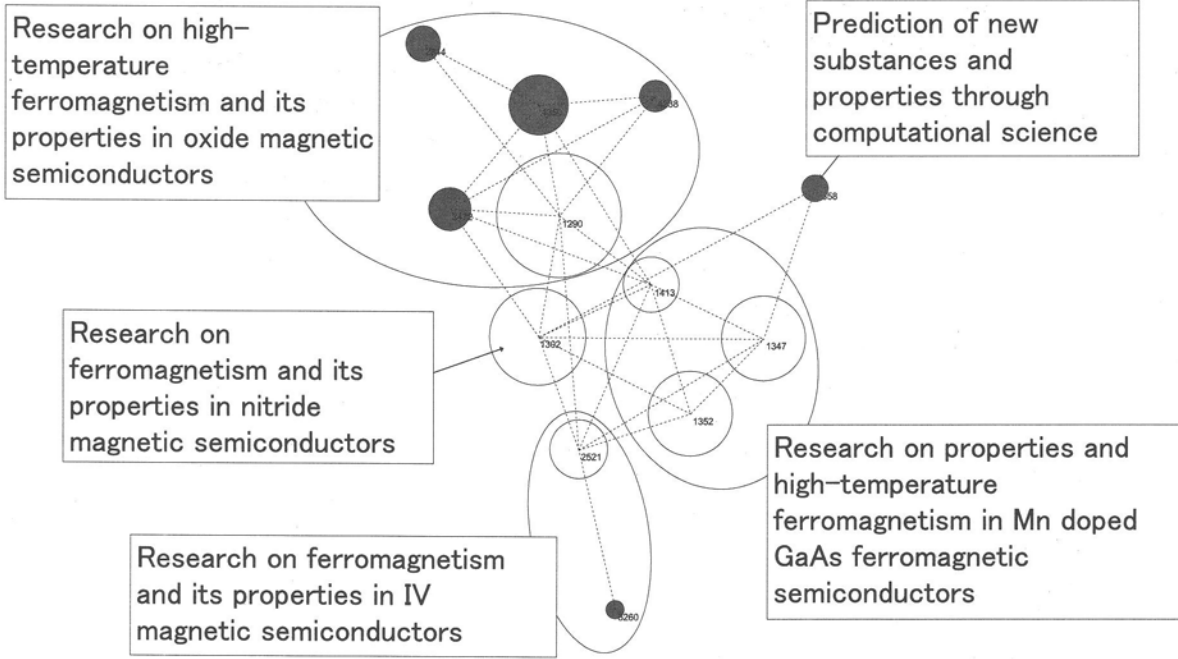 Research on high-
temperature
ferromagnetism and its
properties in oxide magnetic
semiconductors
Prediction of new
substances and
properties through
computational science
1290
1413
1392
1347
1352
2521
Research on
ferromagnetism and its
properties in nitride
magnetic semiconductors
Research on properties and
high-temperature
ferromagnetism in Mn doped
GaAs ferromagnetic
semiconductors
Research on ferromagnetism
and its properties in IV
magnetic semiconductors